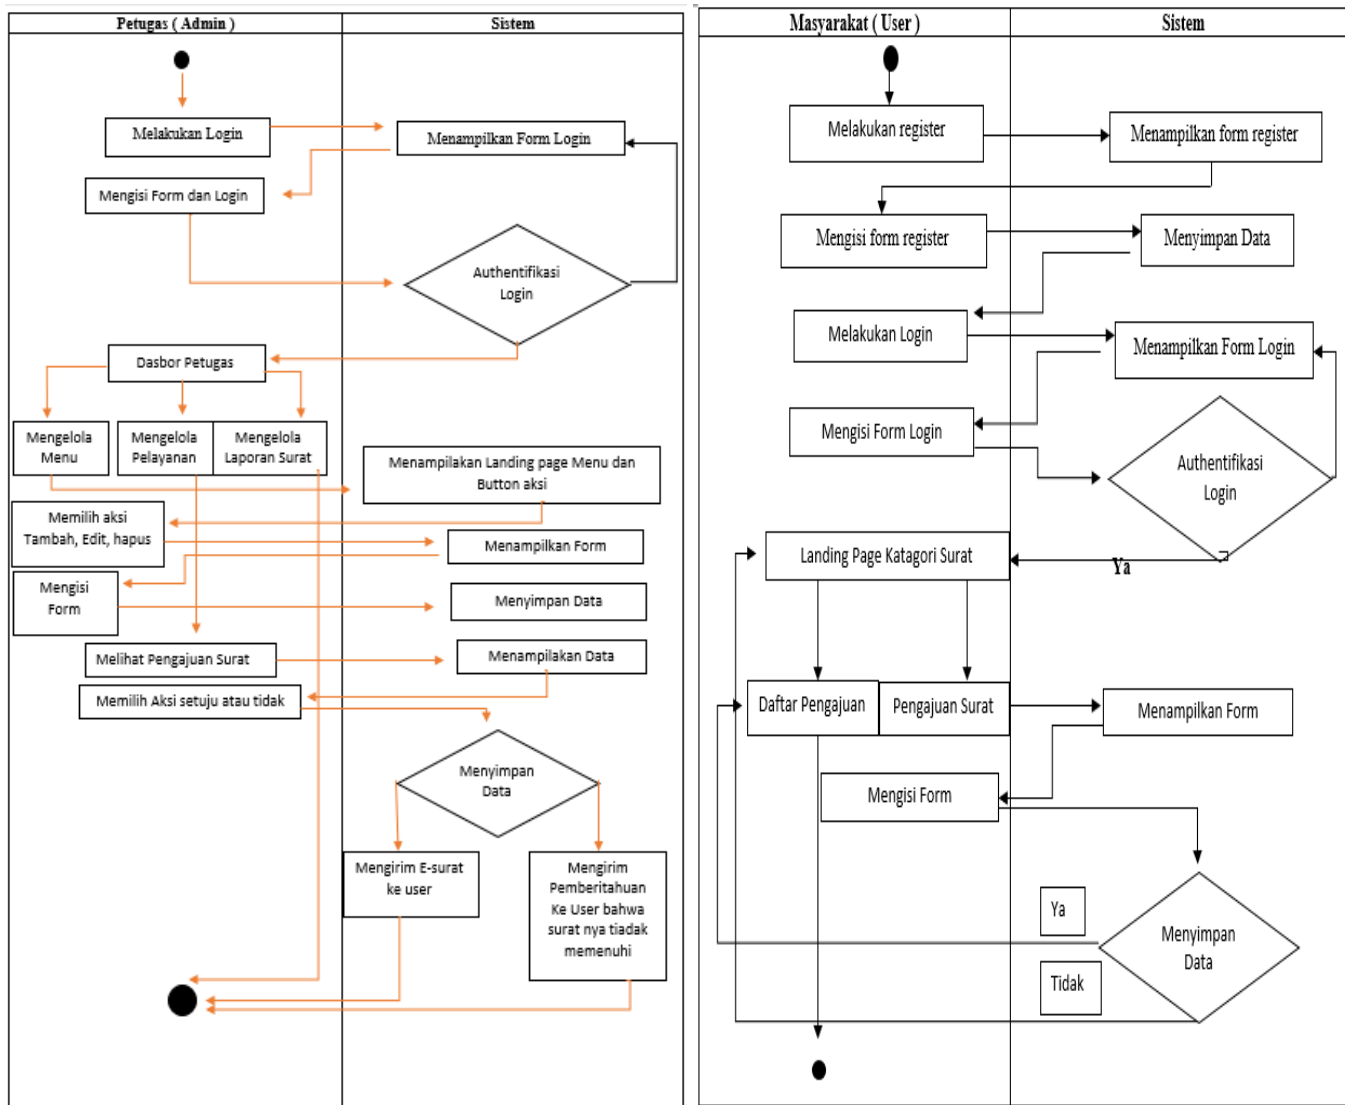 Petugas ( Admin )
Sistem
Melakukan Login
Menampilkan Form Login
Mengisi Form dan Login
Authentifikasi
Login
Dasbor Petugas
Mengelola
Menu
Mengelola
Pelayanan
Mengelola
Laporan Surat
Menampilakan Landing page Menu dan
Button aksi
Memilih aksi
Tambah, Edit, hapus
Menampilkan Form
Mengisi
Form
Menyimpan Data
Melihat Pengajuan Surat
Menampilakan Data
Memilih Aksi setuju atau tidak
Menyimpan
Data
Mengirim E-surat
ke user
Mengirim
Pemberitahuan
Ke User bahwa
surat nya tiadak
memenuhi
Masyarakat ( User )
Sistem
Melakukan register
Menampilkan form register
Mengisi form register
Menyimpan Data
Melakukan Login
Menampilkan Form Login
Mengisi Form Login
Authentifikasi
Login
Landing Page Katagori Surat
Ya
Daftar Pengajuan
Pengajuan Surat
Menampilkan Form
Mengisi Form
Ya
Menyimpan
Data
Tidak